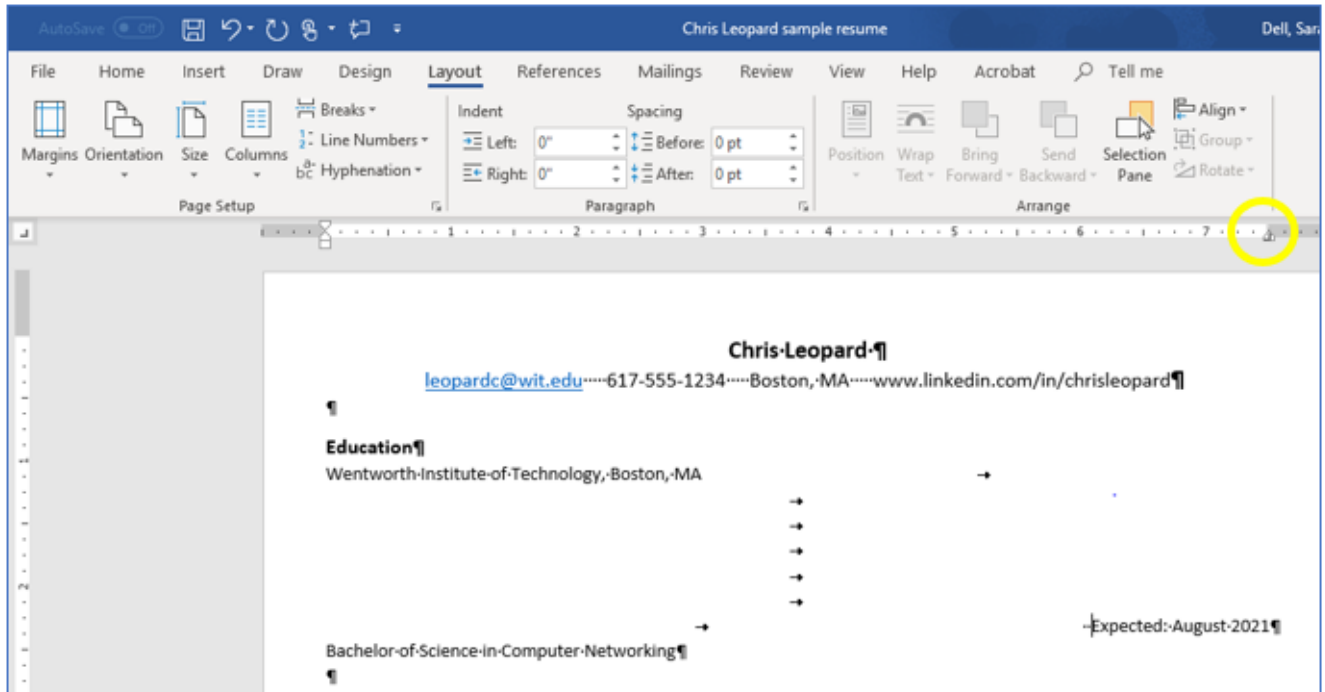 AutoSave Off Chris Leopard sample resume Dell, Sara
File Home Insert Draw Design Layout References Mailings Review View Help Acrobat Tell me
Margins Orientation Size Columns Breaks Line Numbers Hyphenation
Indent Spacing
Left: 0" Before: 0 pt
Right: 0" After: 0 pt
Position Wrap Text Bring Forward Send Backward Selection Pane Align Group Rotate
Page Setup Paragraph Arrange
1 2 3 4 5 6 7
Chris·Leopard·¶
leopardc@wit.edu·····617-555-1234·····Boston,·MA·····www.linkedin.com/in/chrisleopard¶
¶
Education¶
Wentworth·Institute·of·Technology,·Boston,·MA →
→
→
→
→
→
→ ··Expected:·August·2021¶
Bachelor·of·Science·in·Computer·Networking¶
¶